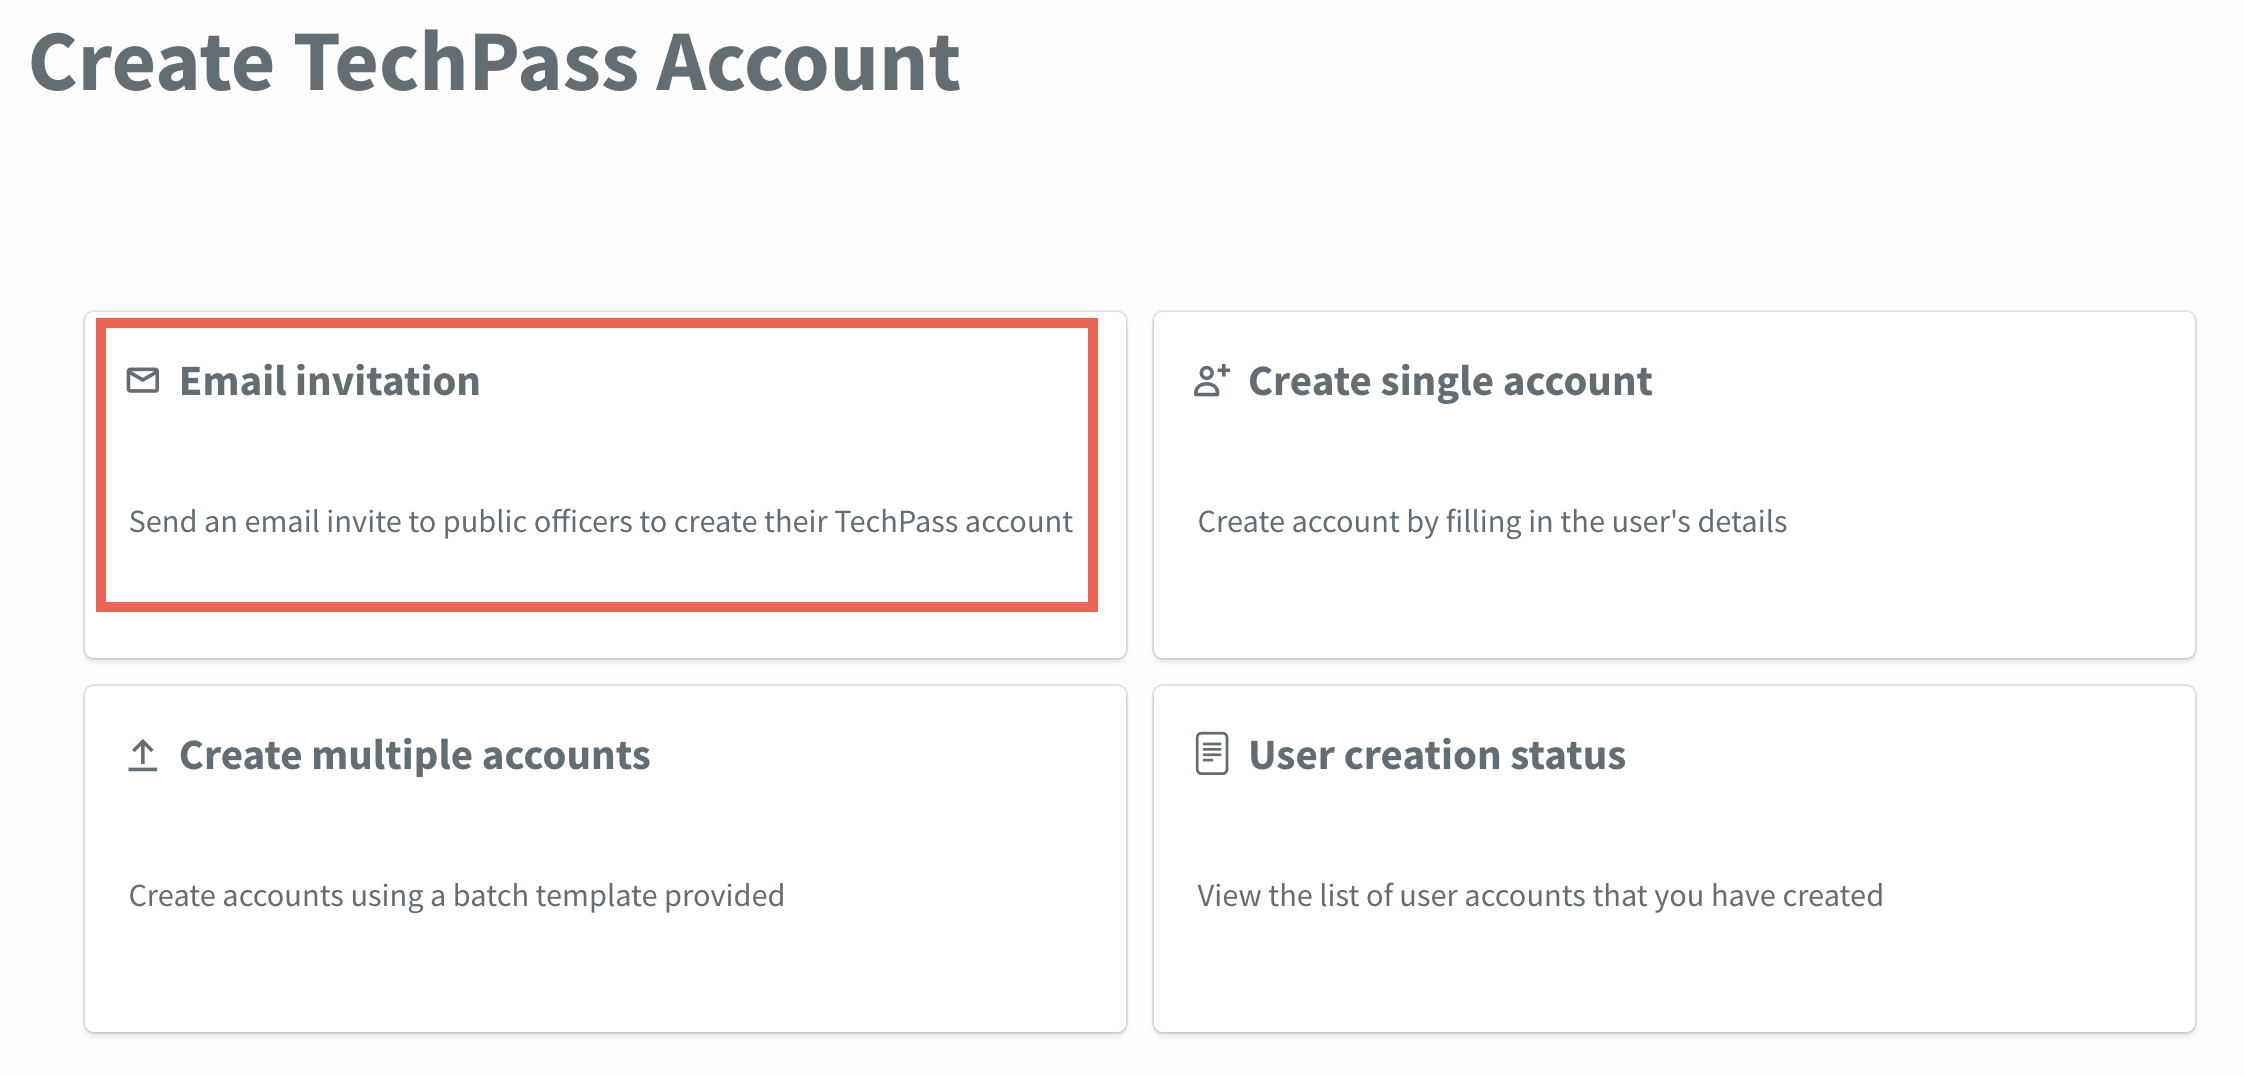 Create TechPass Account
Email invitation
Send an email invite to public officers to create their TechPass account
Create single account
Create account by filling in the user's details
Create multiple accounts
Create accounts using a batch template provided
User creation status
View the list of user accounts that you have created